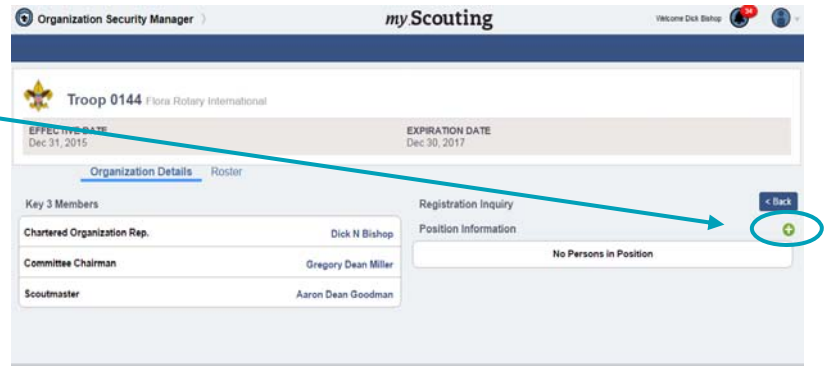 Organization Security Manager
my.Scouting
Welcome Dick Bishop
34
Troop 0144 Flora Rotary International
EFFECTIVE DATE
Dec 31, 2015
EXPIRATION DATE
Dec 30, 2017
Organization Details Roster
Key 3 Members
Chartered Organization Rep. Dick N Bishop
Committee Chairman Gregory Dean Miller
Scoutmaster Aaron Dean Goodman
Registration Inquiry
< Back
Position Information
No Persons in Position